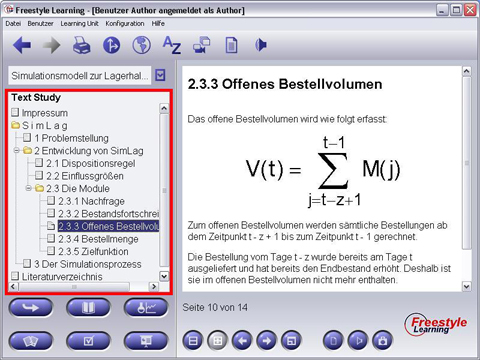 Freestyle Learning - [Benutzer Author angemeldet als Author]
Datei Benutzer Learning Unit Konfiguration Hilfe
Simulationsmodell zur Lagerhal...
Text Study
Impressum
SimLag
1 Problemstellung
2 Entwicklung von SimLag
2.1 Dispositionsregel
2.2 Einflussgrößen
2.3 Die Module
2.3.1 Nachfrage
2.3.2 Bestandsfortschrei
2.3.3 Offenes Bestellvolu
2.3.4 Bestellmenge
2.3.5 Zielfunktion
3 Der Simulationsprozess
Literaturverzeichnis
2.3.3 Offenes Bestellvolumen
Das offene Bestellvolumen wird wie folgt erfasst:
t−1
V(t) = ∑ M(j)
j=t−z+1
Zum offenen Bestellvolumen werden sämtliche Bestellungen ab
dem Zeitpunkt t - z + 1 bis zum Zeitpunkt t - 1 gerechnet.
Die Bestellung vom Tage t - z wurde bereits am Tage t
ausgeliefert und hat bereits den Endbestand erhöht. Deshalb ist
sie im offenen Bestellvolumen nicht mehr enthalten.
Seite 10 von 14
Freestyle
Learning